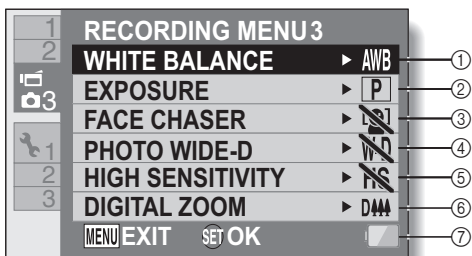 1 RECORDING MENU 3
2 WHITE BALANCE AWB ①
EXPOSURE P ②
3 FACE CHASER ③
1 PHOTO WIDE-D W-D ④
2 HIGH SENSITIVITY HS ⑤
3 DIGITAL ZOOM D ⑥
MENU EXIT SET OK ⑦